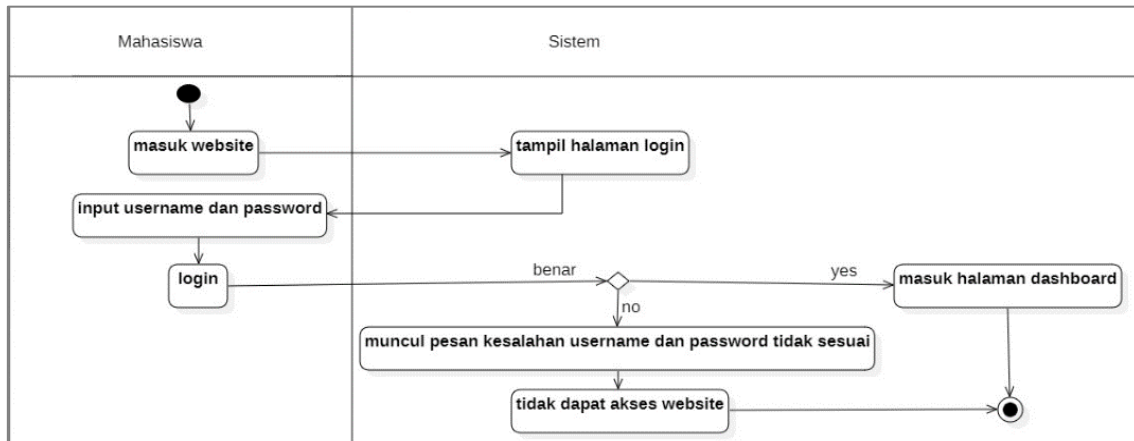 Mahasiswa
Sistem
masuk website
tampil halaman login
input username dan password
login
benar
yes
masuk halaman dashboard
no
muncul pesan kesalahan username dan password tidak sesuai
tidak dapat akses website